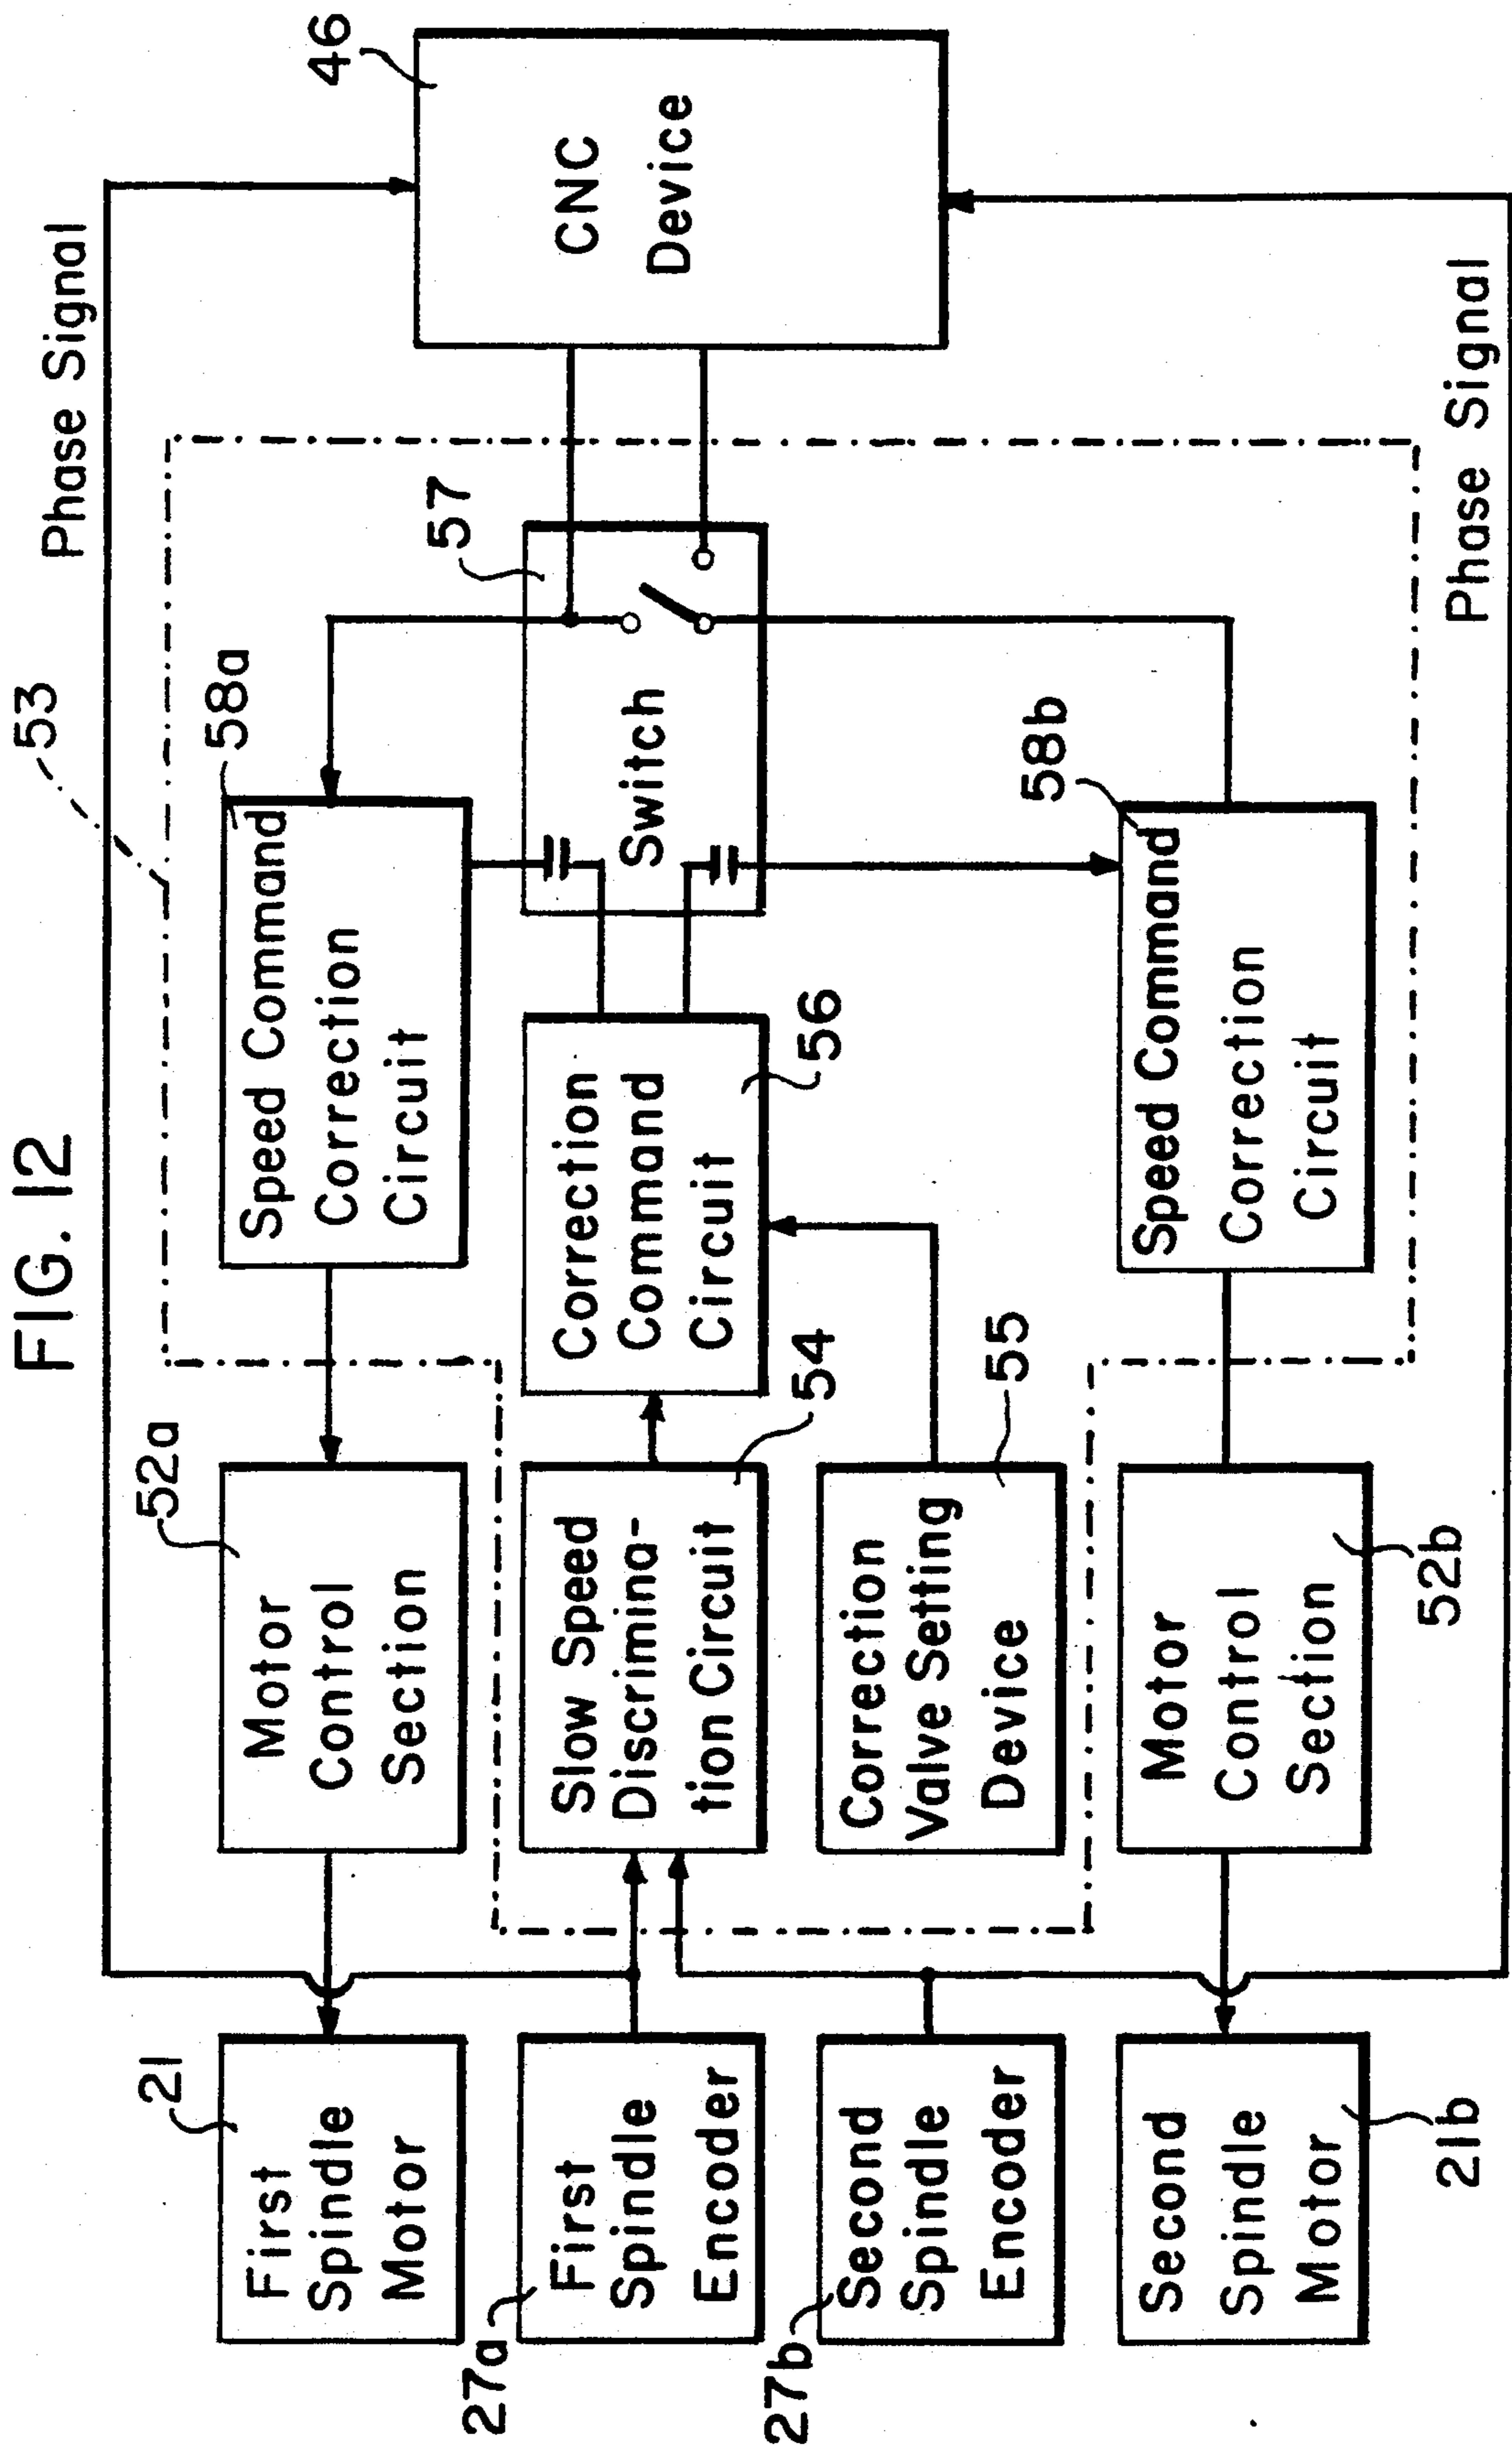 FIG. 12
53
Phase Signal
46
CNC
Device
57
Switch
58a
Speed Command
Correction
Circuit
52a
Motor
Control
Section
21
First
Spindle
Motor
Correction
Command
Circuit
56
Slow Speed
Discrimina-
tion Circuit
54
27a
First
Spindle
Encoder
Correction
Valve Setting
Device
55
27b
Second
Spindle
Encoder
58b
Speed Command
Correction
Circuit
Motor
Control
Section
52b
Second
Spindle
Motor
21b
Phase Signal